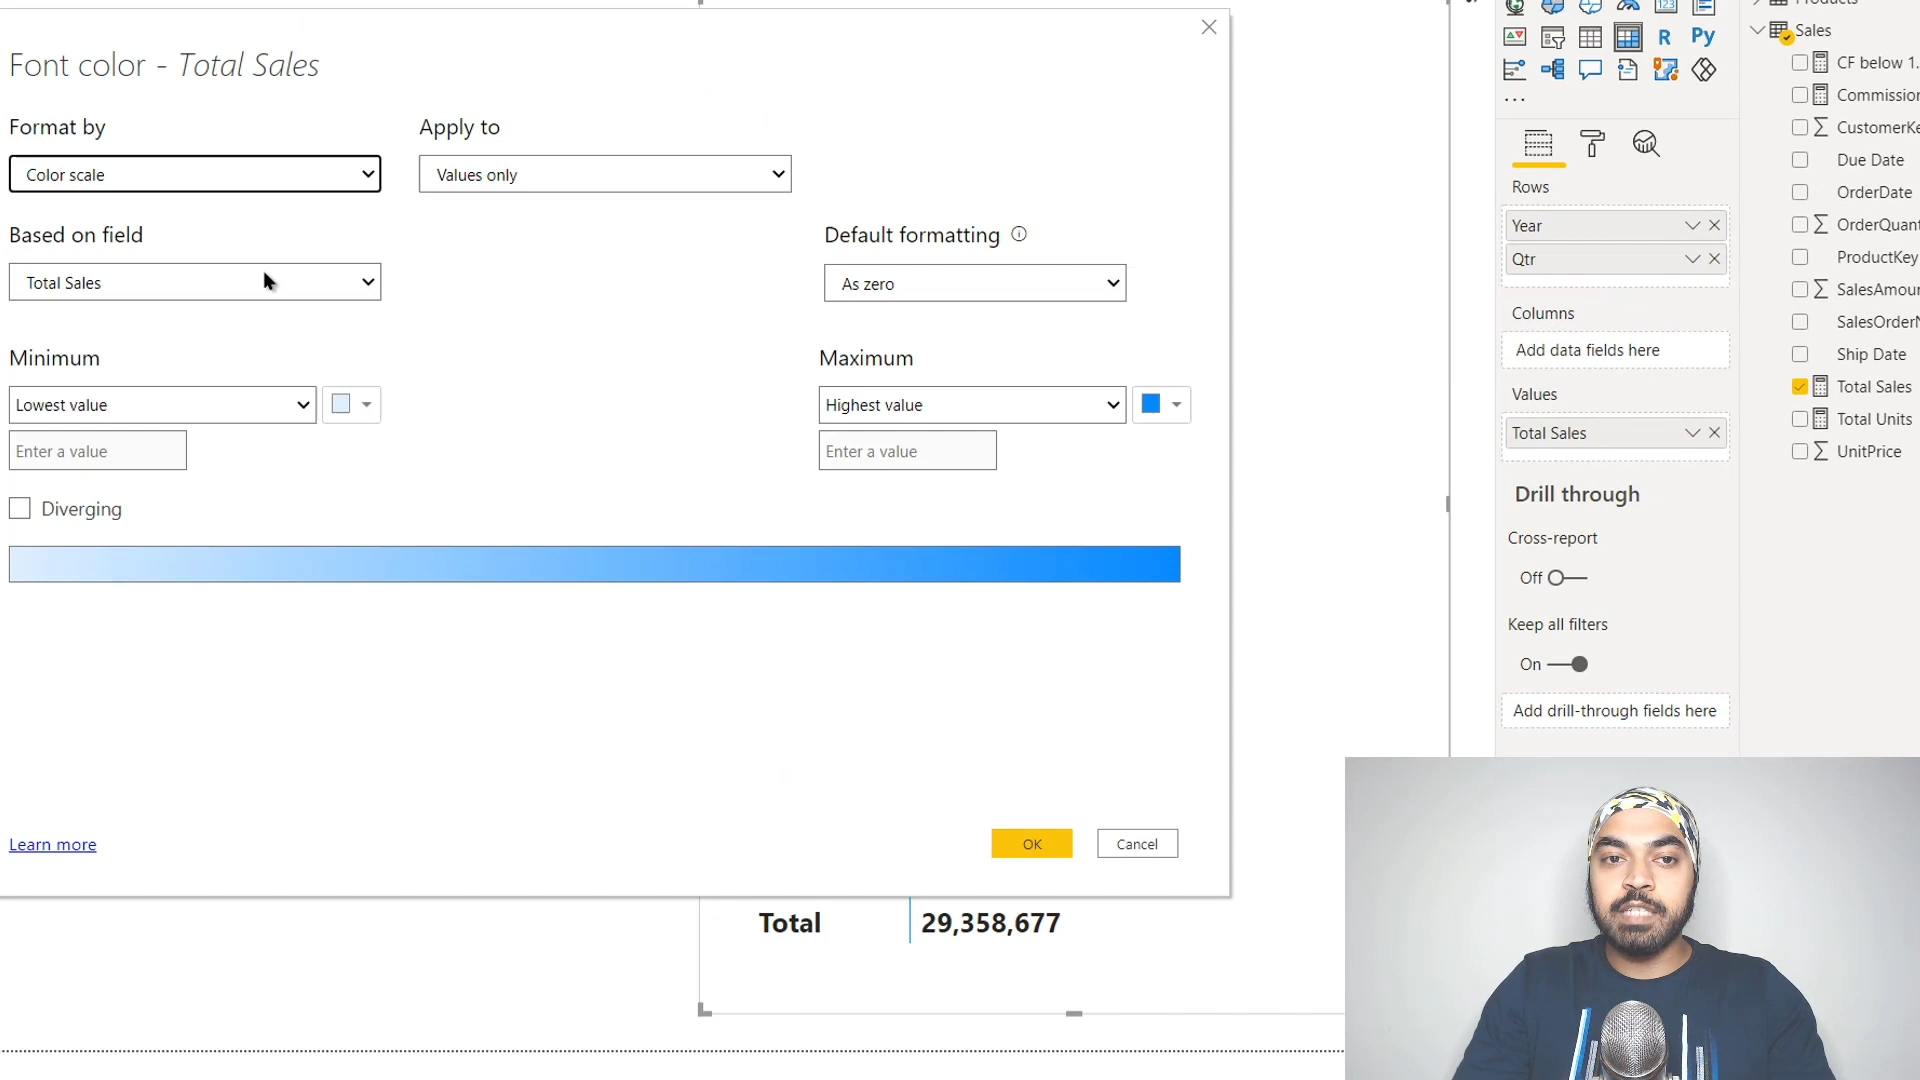 Font color - Total Sales
Format by
Apply to
Color scale
Values only
Based on field
Default formatting
Total Sales
As zero
Minimum
Maximum
Lowest value
Highest value
Enter a value
Enter a value
Diverging
Learn more
OK
Cancel
Total 29,358,677
123
R
Py
...
Rows
Year
Qtr
Columns
Add data fields here
Values
Total Sales
Drill through
Cross-report
Off
Keep all filters
On
Add drill-through fields here
Products
Sales
CF below 1.
Commission
CustomerKe
Due Date
OrderDate
OrderQuant
ProductKey
SalesAmoun
SalesOrderN
Ship Date
Total Sales
Total Units
UnitPrice